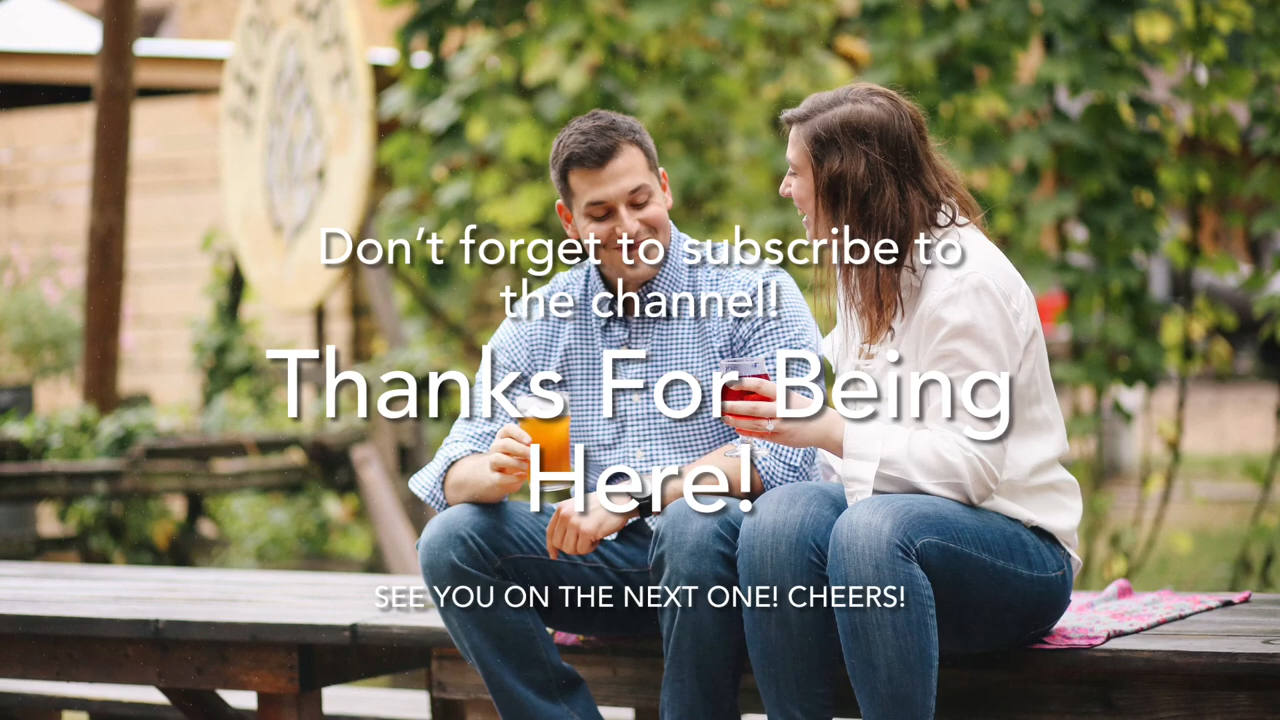 Don’t forget to subscribe to
the channel!
Thanks For Being
Here!
SEE YOU ON THE NEXT ONE! CHEERS!